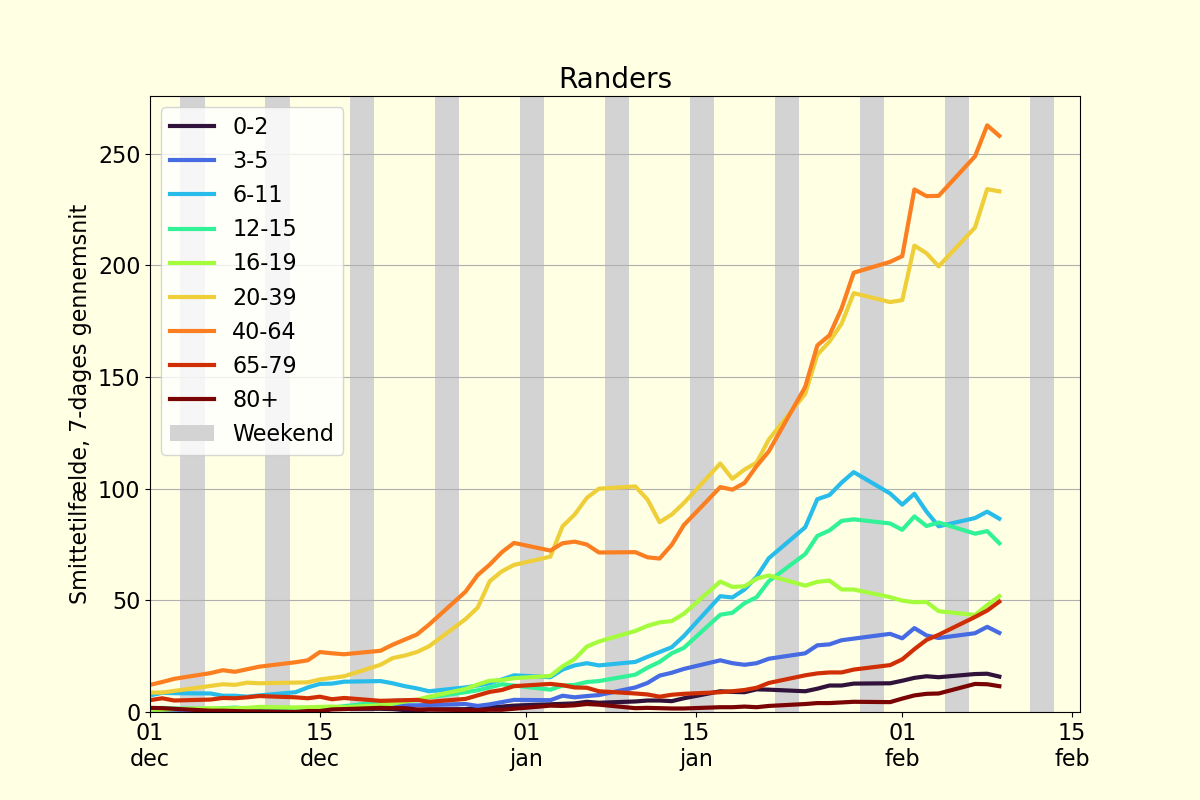 Randers
Smittetilfælde, 7-dages gennemsnit
250
200
150
100
50
0
0-2
3-5
6-11
12-15
16-19
20-39
40-64
65-79
80+
Weekend
01 dec
15 dec
01 jan
15 jan
01 feb
15 feb